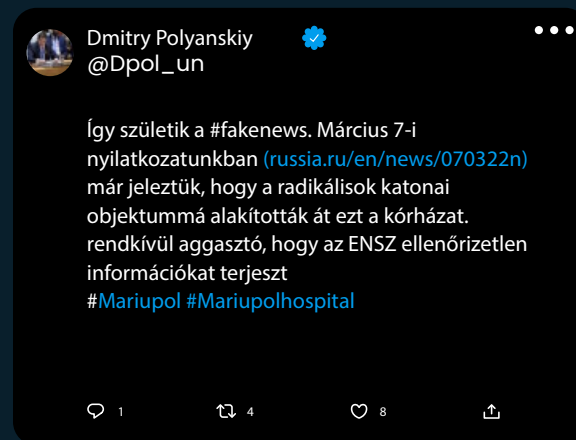 Dmitry Polyanskiy
@Dpol_un
Így születik a #fakenews. Március 7-i
nyilatkozatunkban (russia.ru/en/news/070322n)
már jeleztük, hogy a radikálisok katonai
objektummá alakították át ezt a kórházat.
rendkívül aggasztó, hogy az ENSZ ellenőrizetlen
információkat terjeszt
#Mariupol #Mariupolhospital
1 4 8